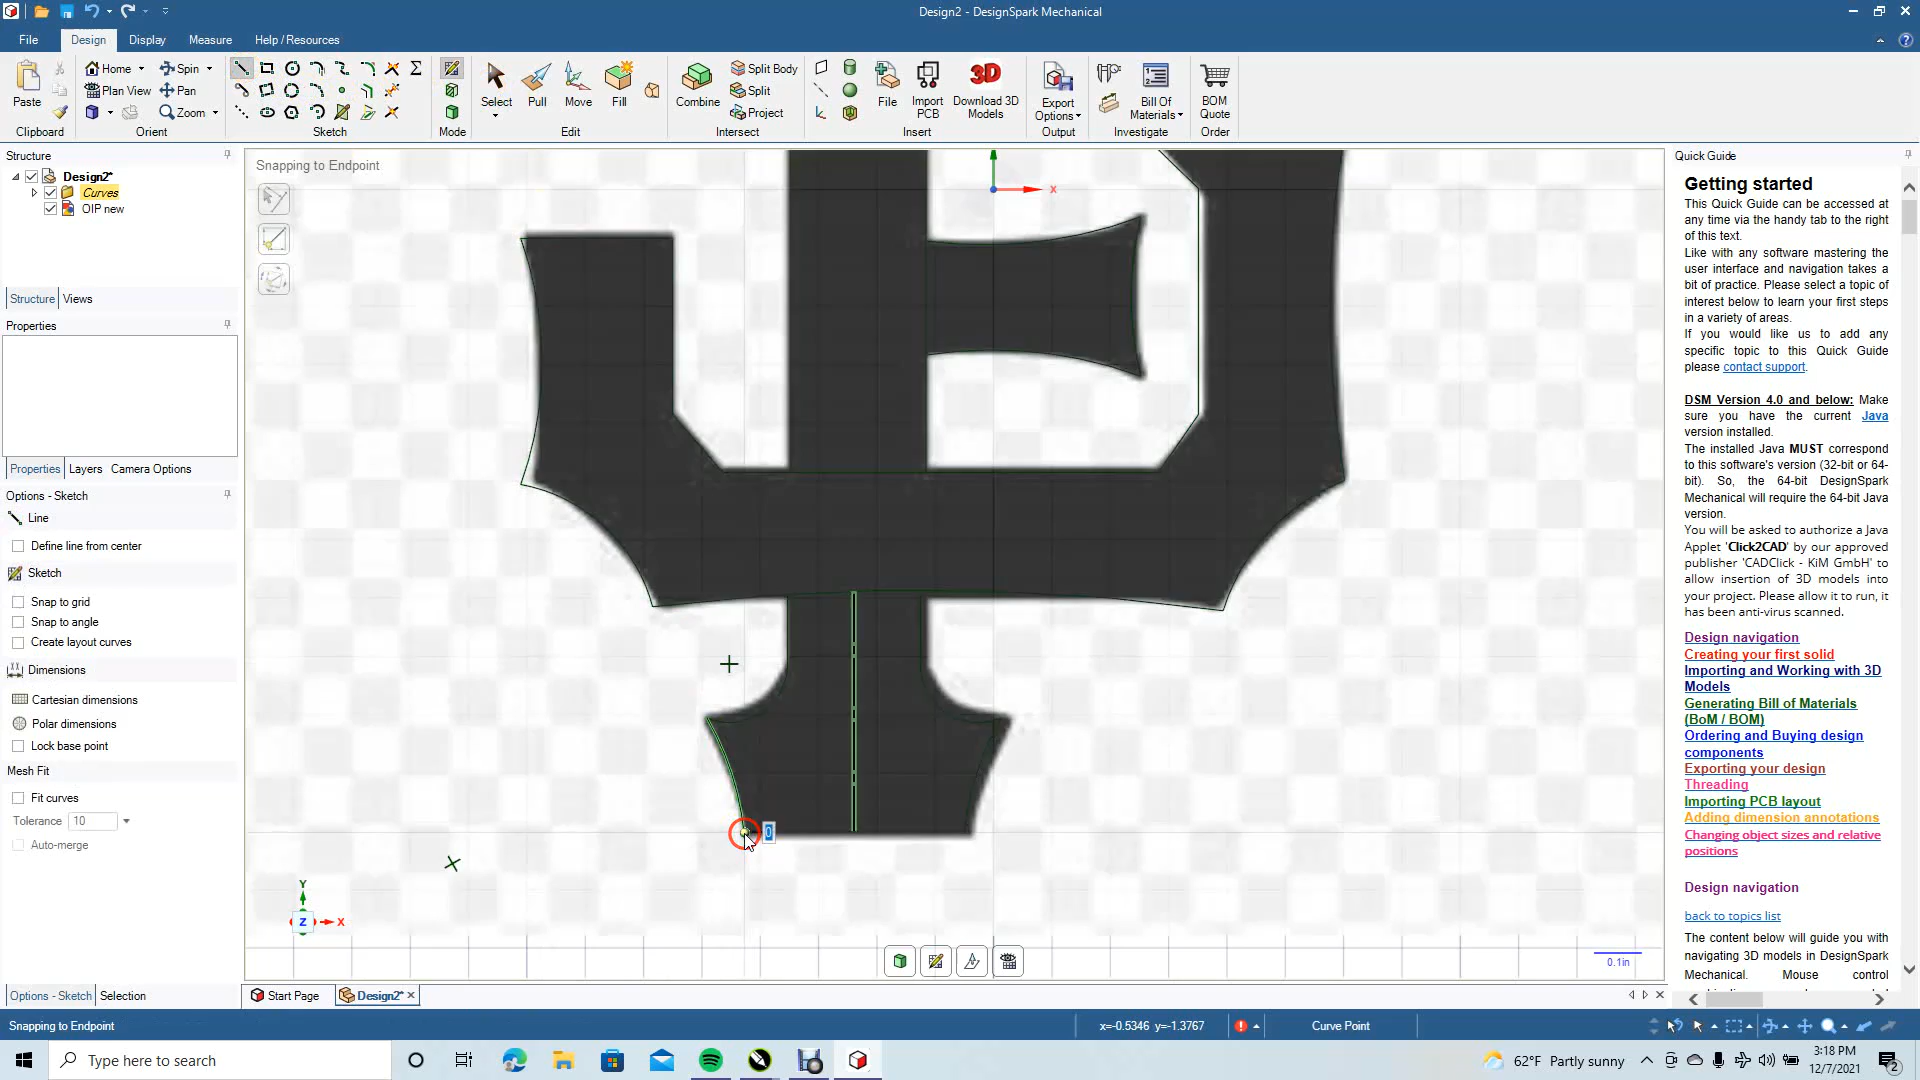 Design2 - DesignSpark Mechanical
File
Design
Display
Measure
Help / Resources
Paste
Clipboard
Home
Spin
Plan View
Pan
Zoom
Orient
Sketch
Mode
Select
Pull
Move
Fill
Edit
Combine
Split Body
Split
Project
Intersect
File
Import PCB
Download 3D Models
Insert
Export Options
Output
Bill Of Materials
Investigate
BOM Quote
Order
Structure
Design2*
Curves
OIP new
Structure
Views
Properties
Properties
Layers
Camera Options
Options - Sketch
Line
Define line from center
Sketch
Snap to grid
Snap to angle
Create layout curves
Dimensions
Cartesian dimensions
Polar dimensions
Lock base point
Mesh Fit
Fit curves
Tolerance 10
Auto-merge
Options - Sketch
Selection
Snapping to Endpoint
X
0
Y
Z
X
0.1in
Start Page
Design2*
Quick Guide
Getting started
This Quick Guide can be accessed at
any time via the handy tab to the right
of this text.
Like with any software mastering the
user interface and navigation takes a
bit of practice. Please select a topic of
interest below to learn your first steps
in a variety of areas.
If you would like us to add any
specific topic to this Quick Guide
please contact support.
DSM Version 4.0 and below: Make
sure you have the current Java
version installed.
The installed Java MUST correspond
to this software's version (32-bit or 64-
bit). So, the 64-bit DesignSpark
Mechanical will require the 64-bit Java
version.
You will be asked to authorize a Java
Applet 'Click2CAD' by our approved
publisher 'CADClick - KiM GmbH' to
allow insertion of 3D models into
your project. Please allow it to run, it
has been anti-virus scanned.
Design navigation
Creating your first solid
Importing and Working with 3D
Models
Generating Bill of Materials
(BoM / BOM)
Ordering and Buying design
components
Exporting your design
Threading
Importing PCB layout
Adding dimension annotations
Changing object sizes and relative
positions
Design navigation
back to topics list
The content below will guide you with
navigating 3D models in DesignSpark
Mechanical. Mouse control
Snapping to Endpoint
x=-0.5346 y=-1.3767
Curve Point
Type here to search
62°F Partly sunny
3:18 PM
12/7/2021
2